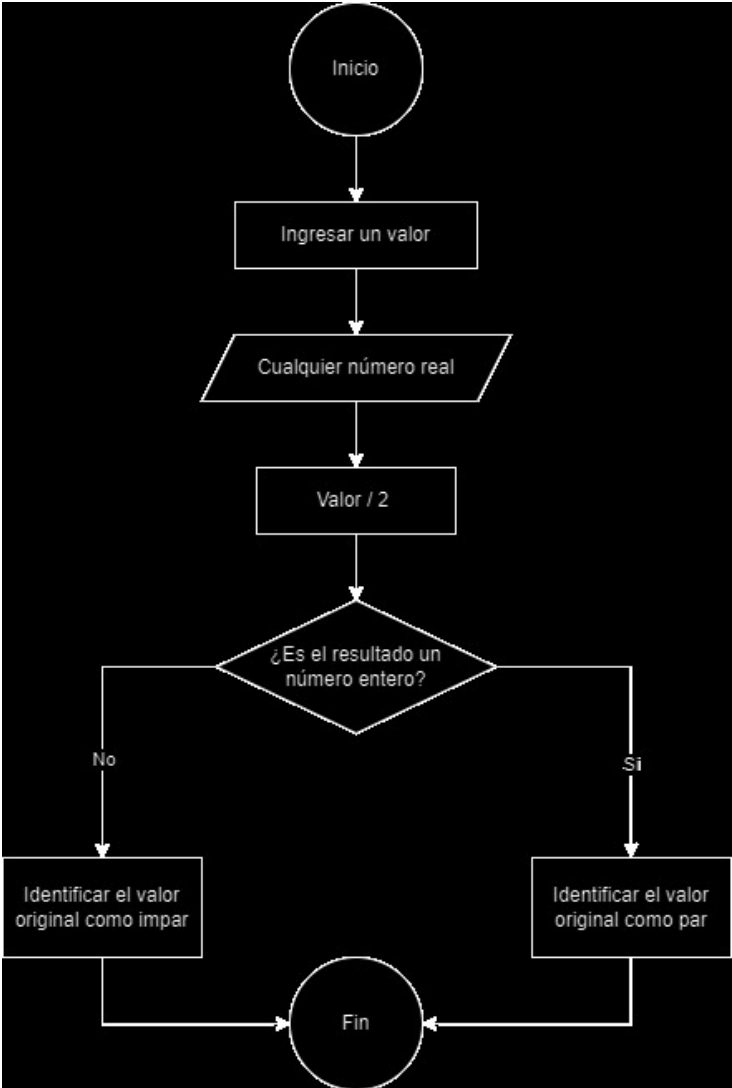 Inicio
Ingresar un valor
Cualquier número real
Valor / 2
¿Es el resultado un
número entero?
No
Si
Identificar el valor
original como impar
Identificar el valor
original como par
Fin